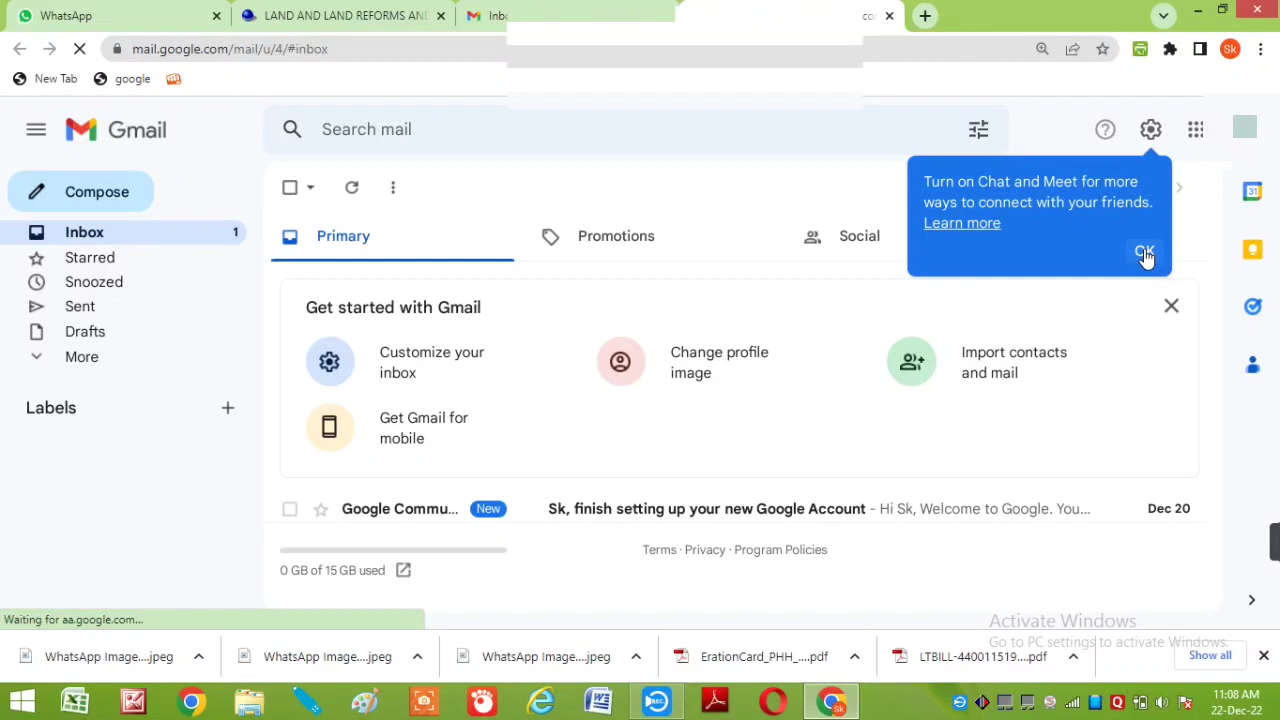 WhatsApp
LAND AND LAND REFORMS AN
Inb
co
mail.google.com/mail/u/4/#inbox
Sk
New Tab
google
Gmail
Search mail
Compose
Turn on Chat and Meet for more
ways to connect with your friends.
Learn more
OK
31
Inbox 1
Primary
Promotions
Social
Starred
Snoozed
Sent
Drafts
More
Labels
Get started with Gmail
Customize your
inbox
Change profile
image
Import contacts
and mail
Get Gmail for
mobile
Google Commu... New Sk, finish setting up your new Google Account - Hi Sk, Welcome to Google. You... Dec 20
Terms · Privacy · Program Policies
0 GB of 15 GB used
Waiting for aa.google.com...
Activate Windows
Go to PC settings to activate Windows.
WhatsApp Image....jpeg
WhatsApp Image....jpeg
WhatsApp Image....jpeg
ErationCard_PHH_....pdf
LTBILL-440011519....pdf
Show all
REC
Sk
11:08 AM
22-Dec-22